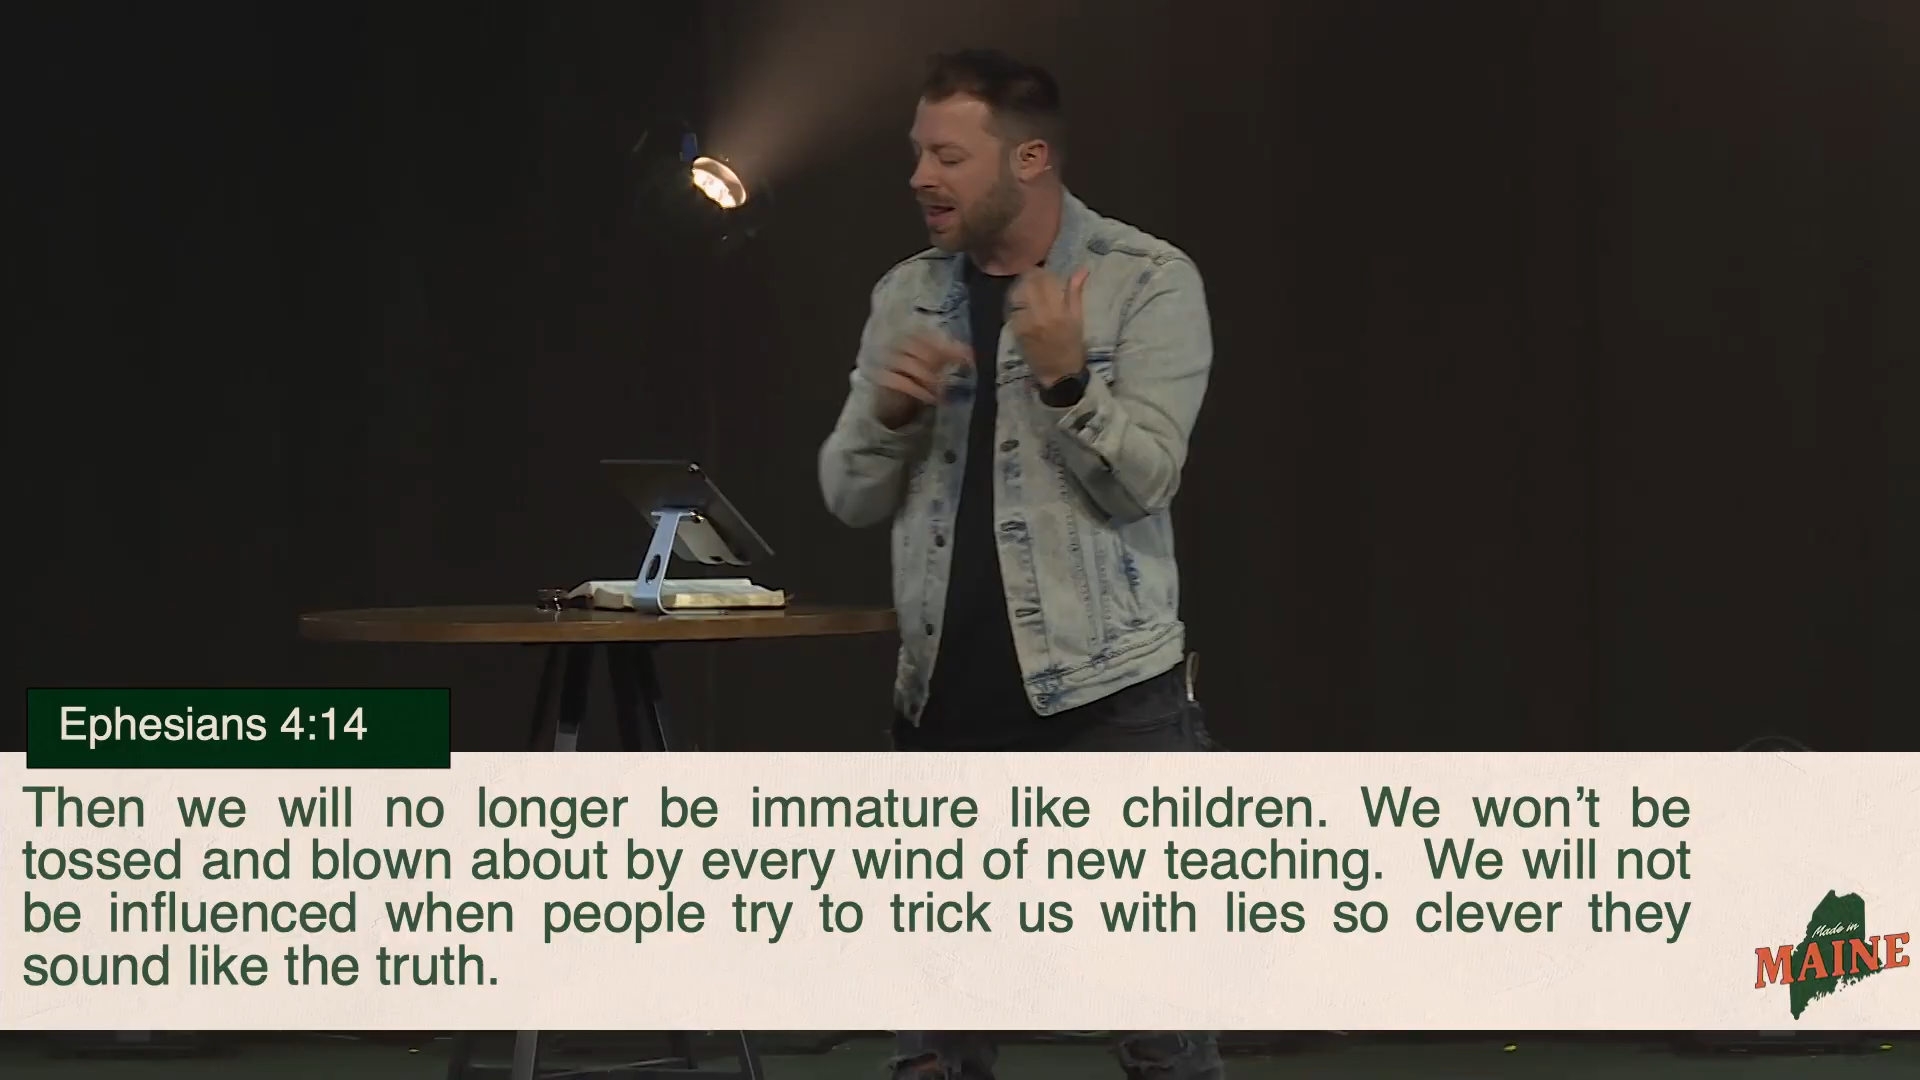 Ephesians 4:14
Then we will no longer be immature like children. We won’t be
tossed and blown about by every wind of new teaching.  We will not
be influenced when people try to trick us with lies so clever they
sound like the truth.
Made in
MAINE